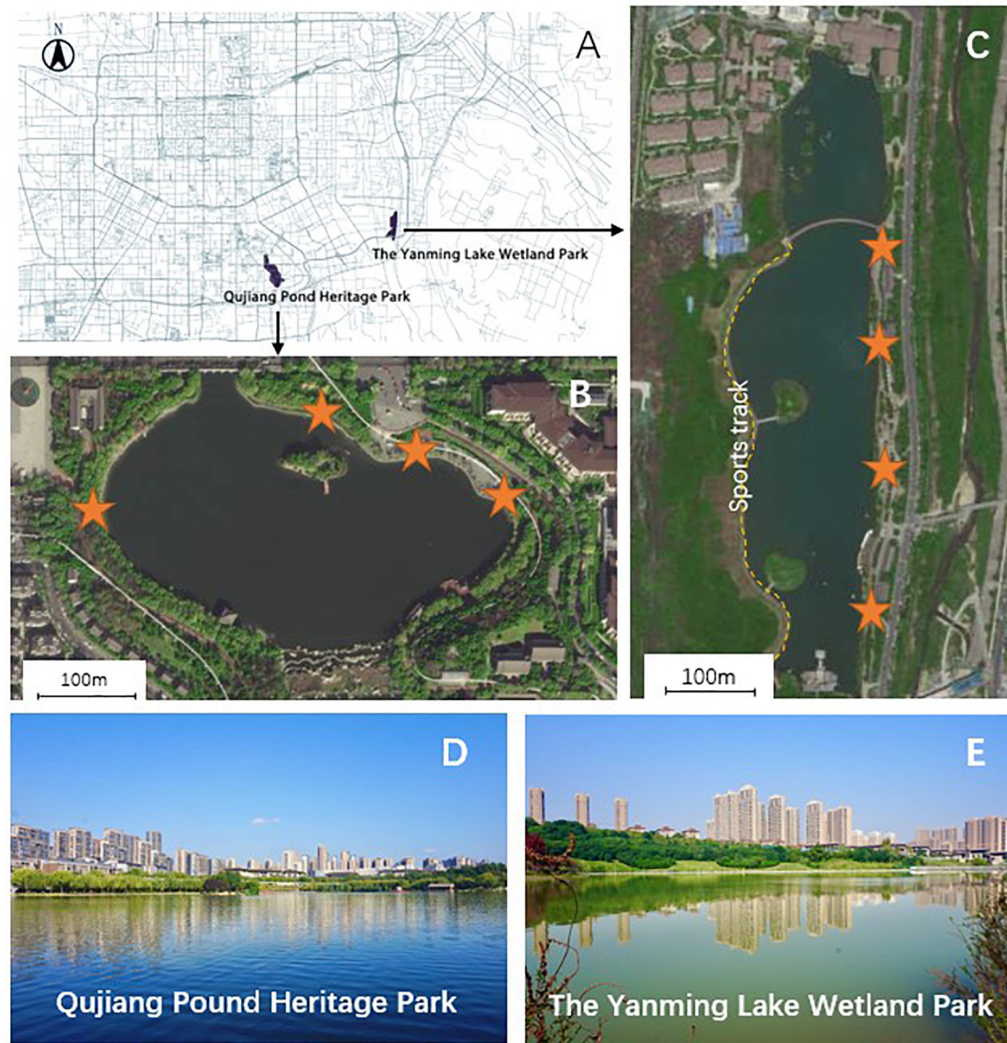 N
A
The Yanming Lake Wetland Park
Qujiang Pond Heritage Park
B
100m
C
Sports track
100m
D
Qujiang Pound Heritage Park
E
The Yanming Lake Wetland Park